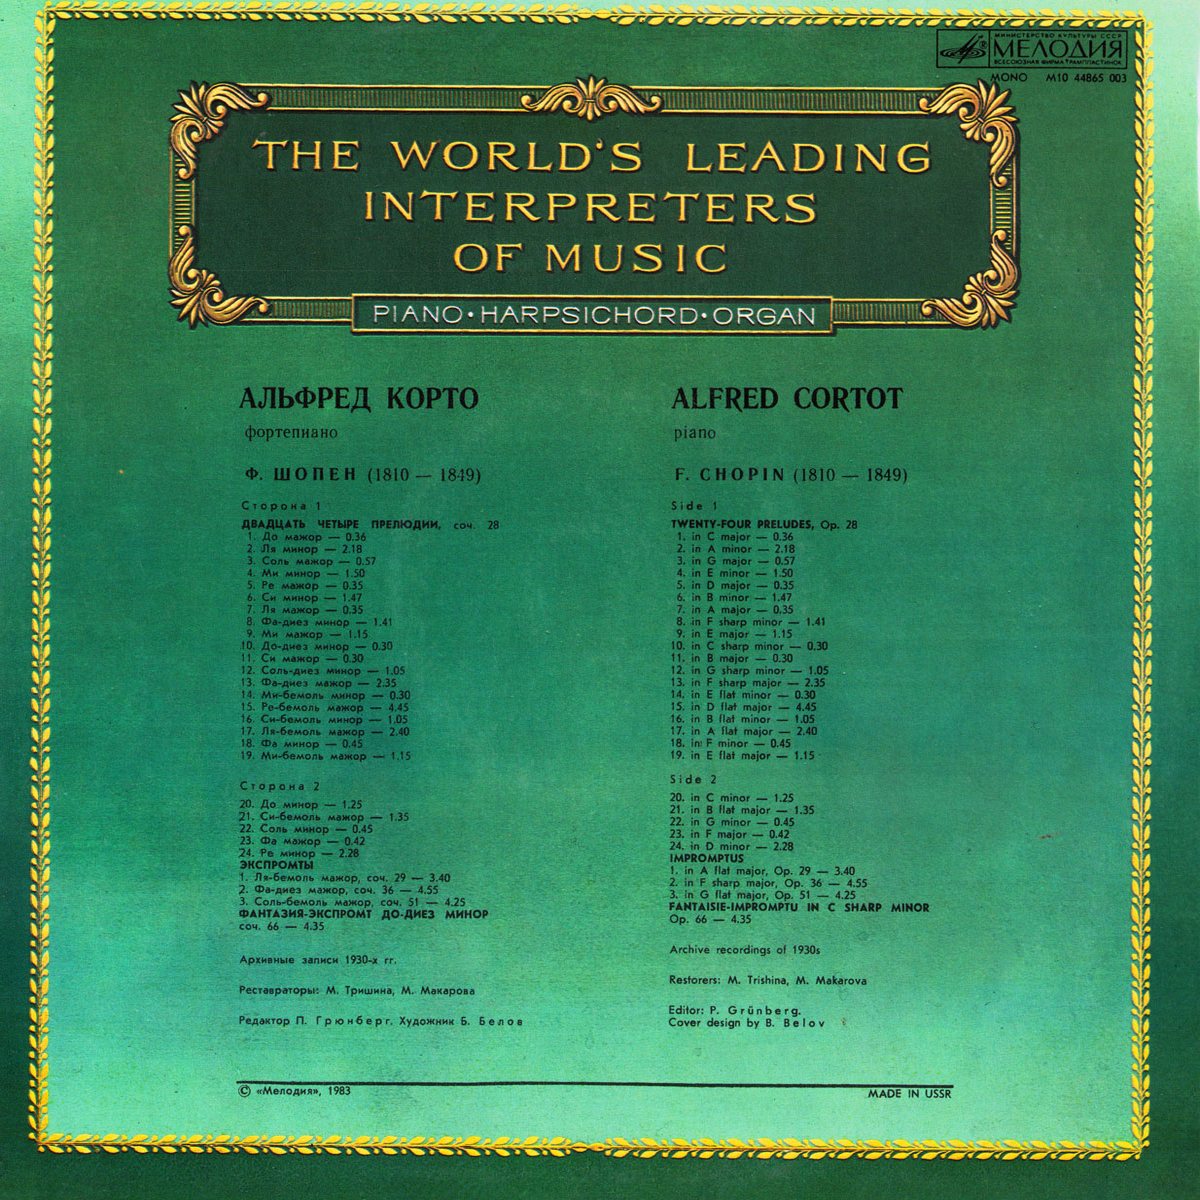 МИНИСТЕРСТВО КУЛЬТУРЫ СССР
МЕЛОДИЯ
ВСЕСОЮЗНАЯ ФИРМА ГРАМПЛАСТИНОК
MONO М10 44865 003
THE WORLD'S LEADING
INTERPRETERS
OF MUSIC
PIANO • HARPSICHORD • ORGAN
АЛЬФРЕД КОРТО
фортепиано
Ф. ШОПЕН (1810 — 1849)
Сторона 1
ДВАДЦАТЬ ЧЕТЫРЕ ПРЕЛЮДИИ, соч. 28
1. До мажор — 0.36
2. Ля минор — 2.18
3. Соль мажор — 0.57
4. Ми минор — 1.50
5. Ре мажор — 0.35
6. Си минор — 1.47
7. Ля мажор — 0.35
8. Фа-диез минор — 1.41
9. Ми мажор — 1.15
10. До-диез минор — 0.30
11. Си мажор — 0.30
12. Соль-диез минор — 1.05
13. Фа-диез мажор — 2.35
14. Ми-бемоль минор — 0.30
15. Ре-бемоль мажор — 4.45
16. Си-бемоль минор — 1.05
17. Ля-бемоль мажор — 2.40
18. Фа минор — 0.45
19. Ми-бемоль мажор — 1.15
Сторона 2
20. До минор — 1.25
21. Си-бемоль мажор — 1.35
22. Соль минор — 0.45
23. Фа мажор — 0.42
24. Ре минор — 2.28
ЭКСПРОМТЫ
1. Ля-бемоль мажор, соч. 29 — 3.40
2. Фа-диез мажор, соч. 36 — 4.55
3. Соль-бемоль мажор, соч. 51 — 4.25
ФАНТАЗИЯ-ЭКСПРОМТ ДО-ДИЕЗ МИНОР
соч. 66 — 4.35
Архивные записи 1930-х гг.
Реставраторы: М. Тришина, М. Макарова
Редактор П. Грюнберг. Художник Б. Белов
© «Мелодия», 1983
ALFRED CORTOT
piano
F. CHOPIN (1810 — 1849)
Side 1
TWENTY-FOUR PRELUDES, Op. 28
1. in C major — 0.36
2. in A minor — 2.18
3. in G major — 0.57
4. in E minor — 1.50
5. in D major — 0.35
6. in B minor — 1.47
7. in A major — 0.35
8. in F sharp minor — 1.41
9. in E major — 1.15
10. in C sharp minor — 0.30
11. in B major — 0.30
12. in G sharp minor — 1.05
13. in F sharp major — 2.35
14. in E flat minor — 0.30
15. in D flat major — 4.45
16. in B flat minor — 1.05
17. in A flat major — 2.40
18. in F minor — 0.45
19. in E flat major — 1.15
Side 2
20. in C minor — 1.25
21. in B flat major — 1.35
22. in G minor — 0.45
23. in F major — 0.42
24. in D minor — 2.28
IMPROMPTUS
1. in A flat major, Op. 29 — 3.40
2. in F sharp major, Op. 36 — 4.55
3. in G flat major, Op. 51 — 4.25
FANTAISIE-IMPROMPTU IN C SHARP MINOR
Op. 66 — 4.35
Archive recordings of 1930s
Restorers: M. Trishina, M. Makarova
Editor: P. Grünberg.
Cover design by B. Belov
MADE IN USSR